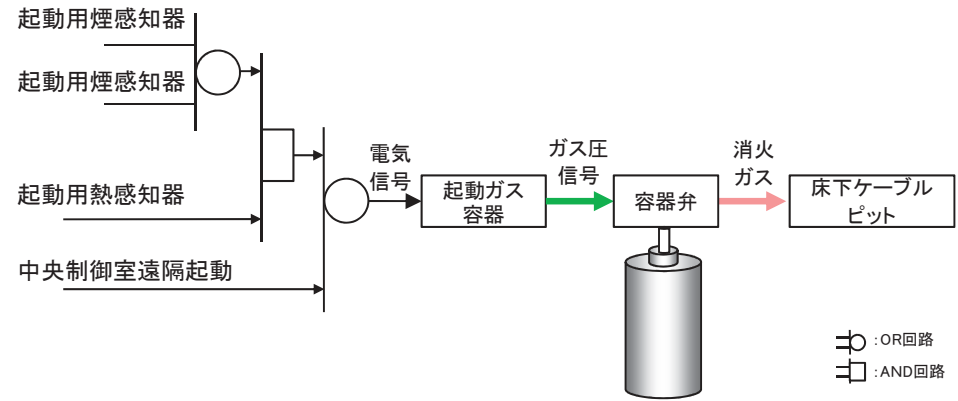 起動用煙感知器
起動用煙感知器
起動用熱感知器
中央制御室遠隔起動
電気
信号
起動ガス
容器
ガス圧
信号
容器弁
消火
ガス
床下ケーブル
ピット
:OR回路
:AND回路